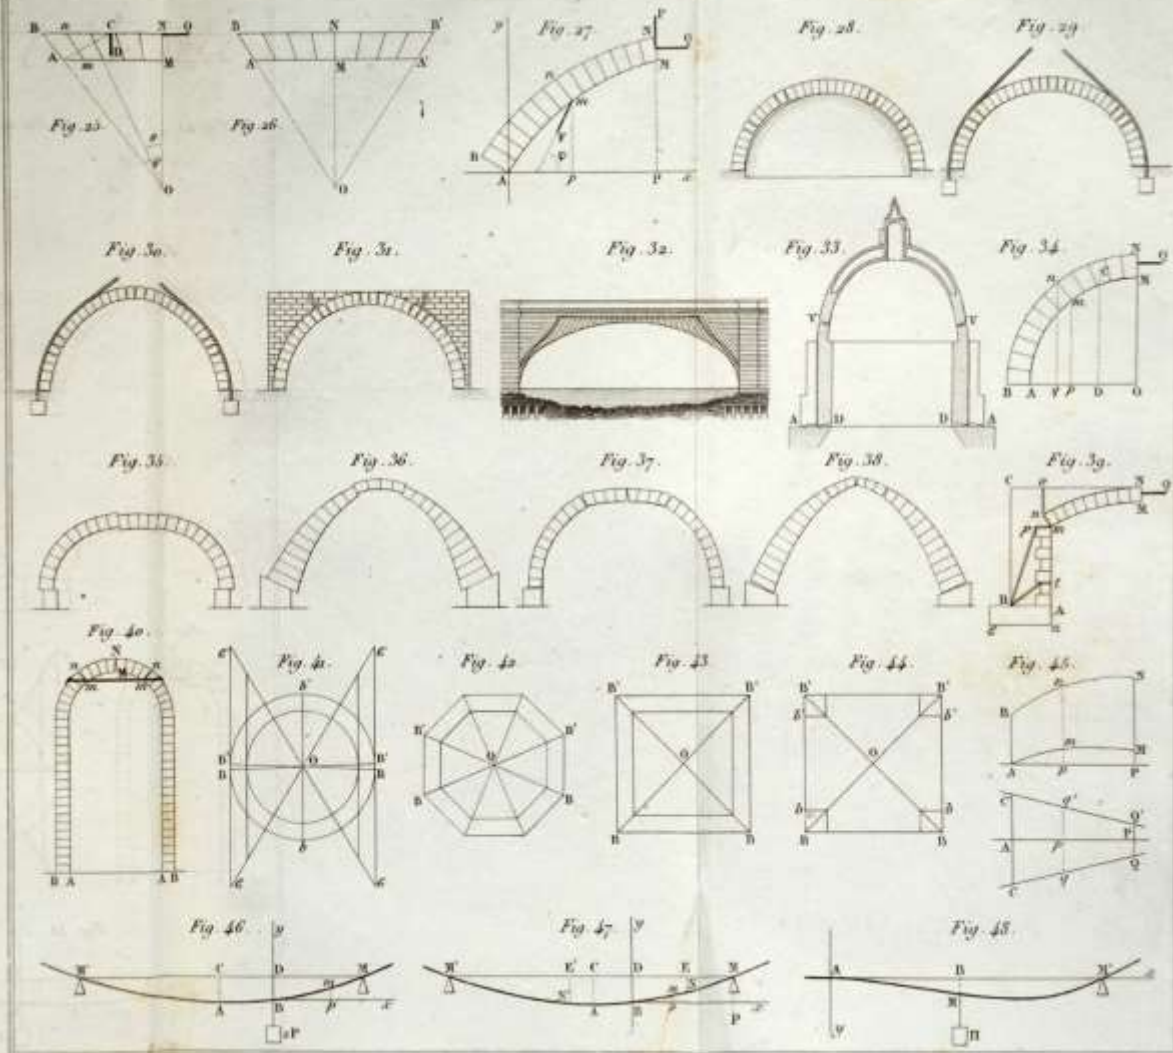 B n C N Q
A m D M
Fig. 25.
O
B N B'
A M A'
Fig. 26.
O
y Fig. 27. P
N Q
n M
m
B φ
A p P x
Fig. 28.
Fig. 29
Fig. 30.
Fig. 31.
Fig. 32.
Fig. 33.
V V
A D D A
Fig. 34
N Q
n M
m
B A q p D O
Fig. 35.
Fig. 36.
Fig. 37.
Fig. 38.
Fig. 39.
C e N Q
n M
p m
B t
A
a
Fig. 40.
N
n M n
m m
B A A B
Fig. 41.
b'
B' O B'
B B
b
Fig. 42
B' O B'
B B
Fig. 43
B' B'
O
B B
Fig. 44.
B' B'
b' b'
O
b b
B B
Fig. 45.
n N
B
m M
A p P
C q' Q'
A p P
C q Q
Fig. 46. y
M' C D M
m
A B p x
2P
Fig. 47. y
M' E' C D E M
N' n N
A B p x
P
Fig. 48.
A B M'
M
y Π